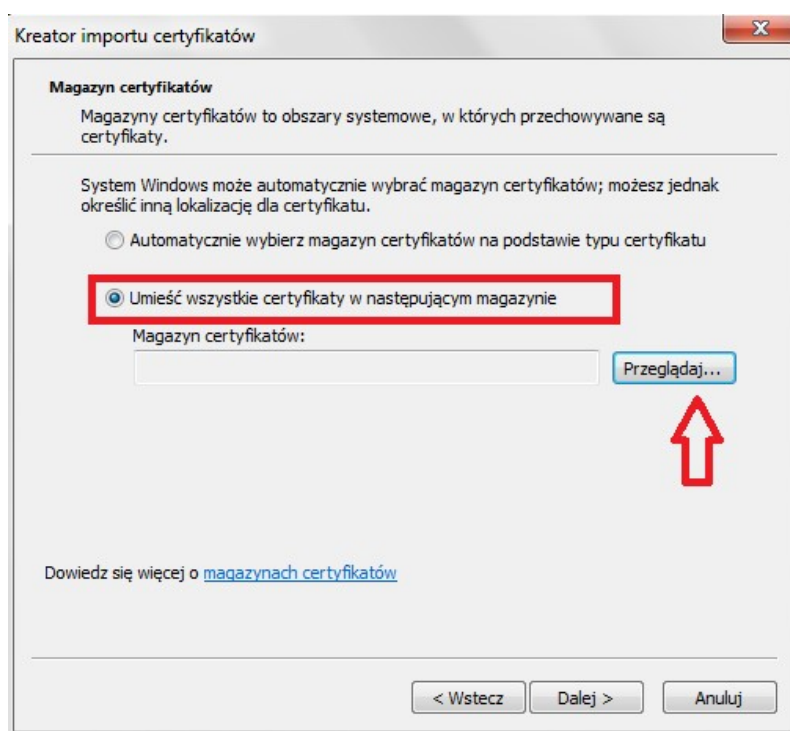 Kreator importu certyfikatów
Magazyn certyfikatów
Magazyny certyfikatów to obszary systemowe, w których przechowywane są
certyfikaty.
System Windows może automatycznie wybrać magazyn certyfikatów; możesz jednak
określić inną lokalizację dla certyfikatu.
Automatycznie wybierz magazyn certyfikatów na podstawie typu certyfikatu
Umieść wszystkie certyfikaty w następującym magazynie
Magazyn certyfikatów:
Przeglądaj...
Dowiedz się więcej o magazynach certyfikatów
< Wstecz
Dalej >
Anuluj